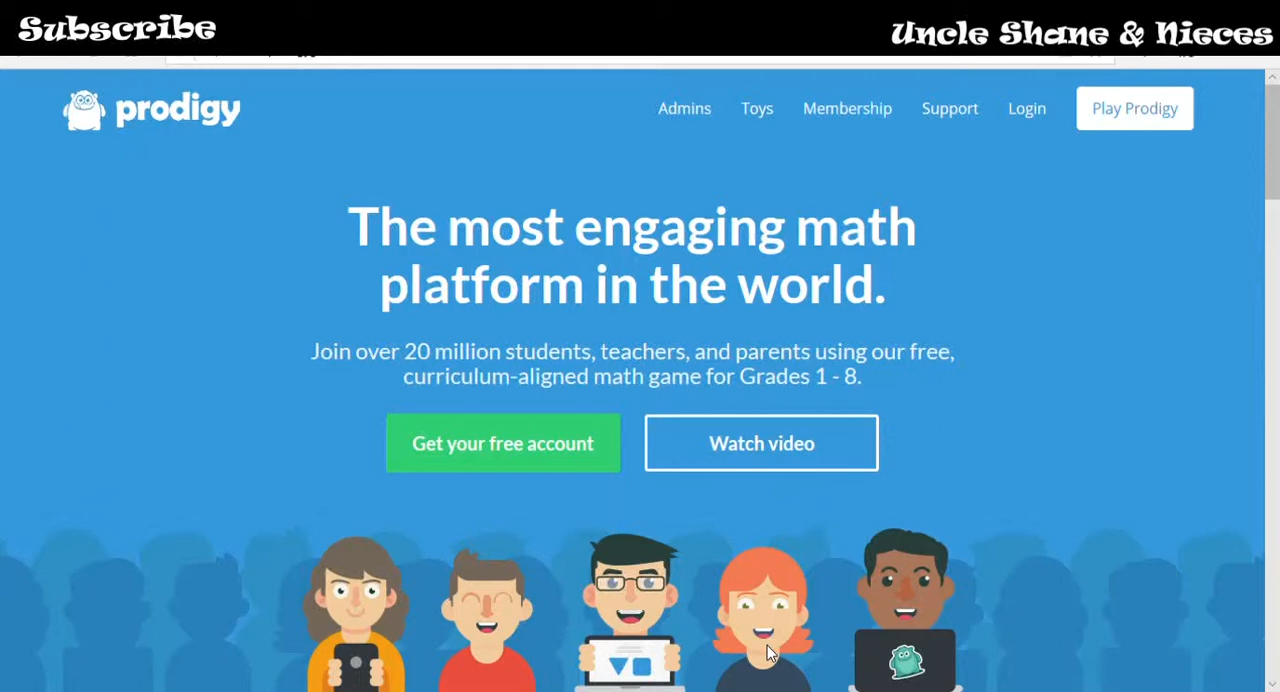 Subscribe
Uncle Shane & Nieces
prodigy
Admins
Toys
Membership
Support
Login
Play Prodigy
The most engaging math
platform in the world.
Join over 20 million students, teachers, and parents using our free,
curriculum-aligned math game for Grades 1 - 8.
Get your free account
Watch video